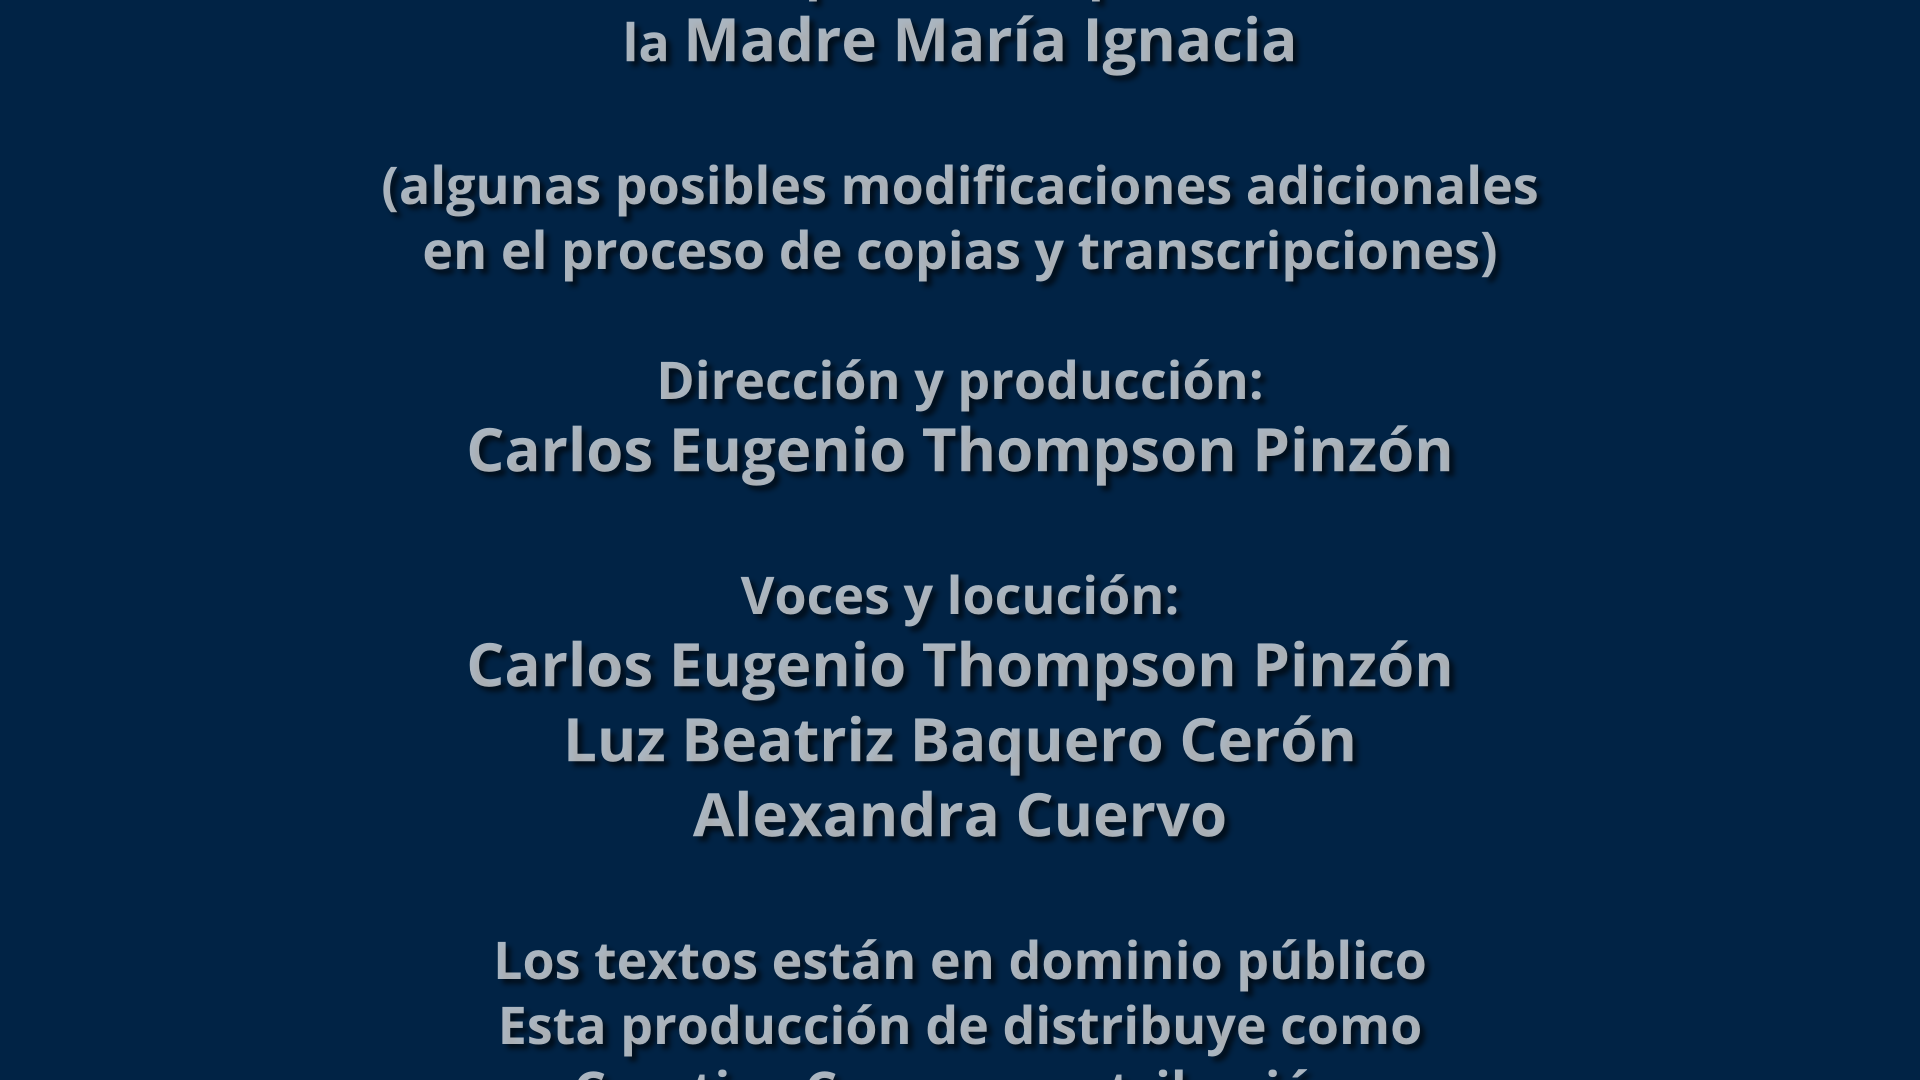 la Madre María Ignacia
(algunas posibles modificaciones adicionales
en el proceso de copias y transcripciones)
Dirección y producción:
Carlos Eugenio Thompson Pinzón
Voces y locución:
Carlos Eugenio Thompson Pinzón
Luz Beatriz Baquero Cerón
Alexandra Cuervo
Los textos están en dominio público
Esta producción de distribuye como